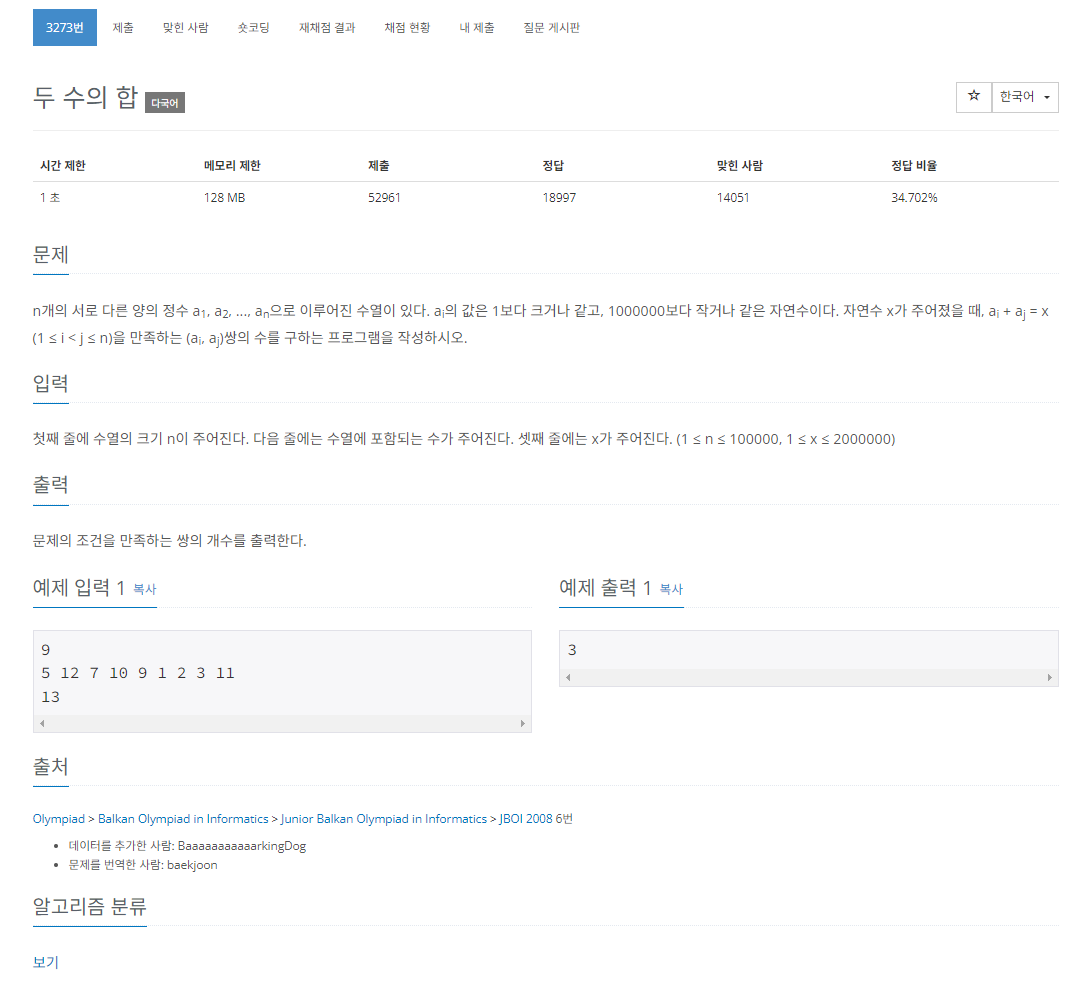 3273번 제출 맞힌 사람 숏코딩 재채점 결과 채점 현황 내 제출 질문 게시판
두 수의 합 다국어 ☆ 한국어
시간 제한 메모리 제한 제출 정답 맞힌 사람 정답 비율
1 초 128 MB 52961 18997 14051 34.702%
문제
n개의 서로 다른 양의 정수 a1, a2, ..., an으로 이루어진 수열이 있다. ai의 값은 1보다 크거나 같고, 1000000보다 작거나 같은 자연수이다. 자연수 x가 주어졌을 때, ai + aj = x
(1 ≤ i < j ≤ n)을 만족하는 (ai, aj)쌍의 수를 구하는 프로그램을 작성하시오.
입력
첫째 줄에 수열의 크기 n이 주어진다. 다음 줄에는 수열에 포함되는 수가 주어진다. 셋째 줄에는 x가 주어진다. (1 ≤ n ≤ 100000, 1 ≤ x ≤ 2000000)
출력
문제의 조건을 만족하는 쌍의 개수를 출력한다.
예제 입력 1 복사
9
5 12 7 10 9 1 2 3 11
13
예제 출력 1 복사
3
출처
Olympiad > Balkan Olympiad in Informatics > Junior Balkan Olympiad in Informatics > JBOI 2008 6번
• 데이터를 추가한 사람: BaaaaaaaaaaarkingDog
• 문제를 번역한 사람: baekjoon
알고리즘 분류
보기